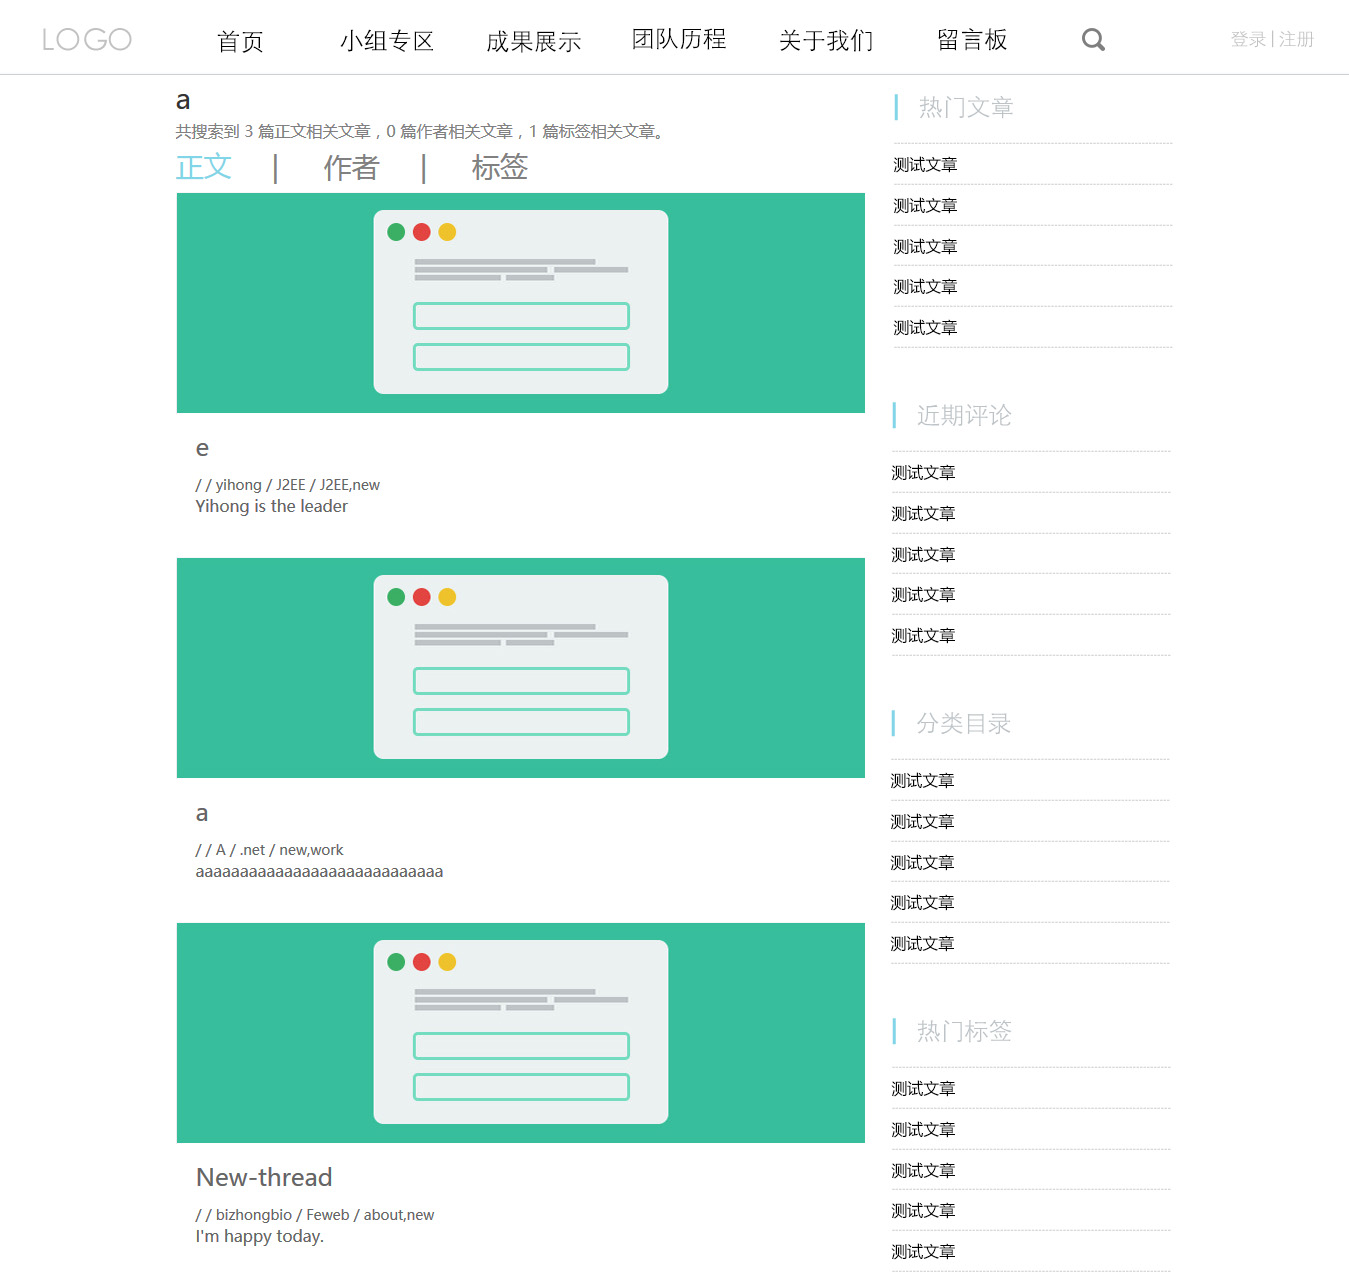 LOGO 首页 小组专区 成果展示 团队历程 关于我们 留言板 登录 | 注册
a
共搜索到 3 篇正文相关文章，0 篇作者相关文章，1 篇标签相关文章。
正文 | 作者 | 标签
e
/ / yihong / J2EE / J2EE,new
Yihong is the leader
a
/ / A / .net / new,work
aaaaaaaaaaaaaaaaaaaaaaaaaaaa
New-thread
/ / bizhongbio / Feweb / about,new
I'm happy today.
热门文章
测试文章
测试文章
测试文章
测试文章
测试文章
近期评论
测试文章
测试文章
测试文章
测试文章
测试文章
分类目录
测试文章
测试文章
测试文章
测试文章
测试文章
热门标签
测试文章
测试文章
测试文章
测试文章
测试文章